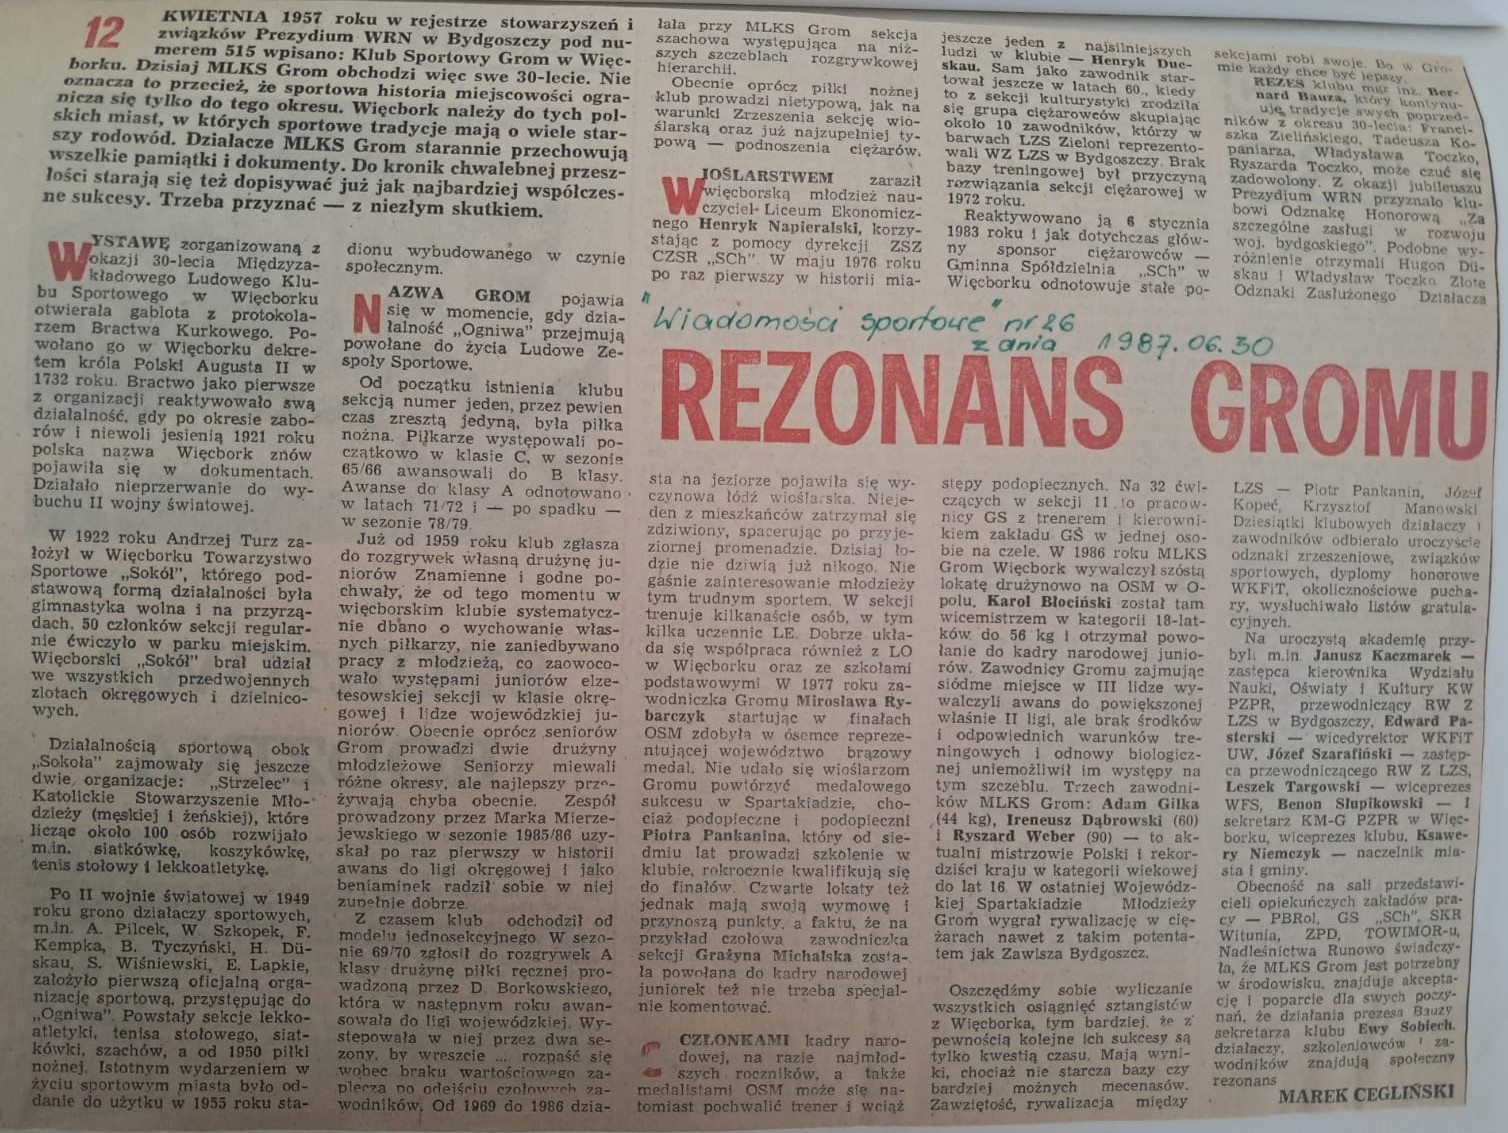 12 KWIETNIA 1957 roku w rejestrze stowarzyszeń i
związków Prezydium WRN w Bydgoszczy pod nu-
merem 515 wpisano: Klub Sportowy Grom w Więc-
borku. Dzisiaj MLKS Grom obchodzi więc swe 30-lecie. Nie
oznacza to przecież, że sportowa historia miejscowości ogra-
nicza się tylko do tego okresu. Więcbork należy do tych pol-
skich miast, w których sportowe tradycje mają o wiele star-
szy rodowód. Działacze MLKS Grom starannie przechowują
wszelkie pamiątki i dokumenty. Do kronik chwalebnej przesz-
łości starają się też dopisywać już jak najbardziej współczes-
ne sukcesy. Trzeba przyznać — z niezłym skutkiem.
WYSTAWĘ zorganizowaną z
okazji 30-lecia Międzyza-
kładowego Ludowego Klu-
bu Sportowego w Więcborku
otwierała gablota z protokola-
rzem Bractwa Kurkowego. Po-
wołano go w Więcborku dekre-
tem króla Polski Augusta II w
1732 roku. Bractwo jako pierwsze
z organizacji reaktywowało swą
działalność, gdy po okresie zabo-
rów i niewoli jesienią 1921 roku
polska nazwa Więcbork znów
pojawiła się w dokumentach.
Działało nieprzerwanie do wy-
buchu II wojny światowej.
W 1922 roku Andrzej Turz za-
łożył w Więcborku Towarzystwo
Sportowe „Sokół", którego pod-
stawową formą działalności była
gimnastyka wolna i na przyrzą-
dach. 50 członków sekcji regular-
nie ćwiczyło w parku miejskim.
Więcborski „Sokół" brał udział
we wszystkich przedwojennych
zlotach okręgowych i dzielnico-
wych.
Działalnością sportową obok
„Sokoła" zajmowały się jeszcze
dwie organizacje: „Strzelec" i
Katolickie Stowarzyszenie Mło-
dzieży (męskiej i żeńskiej), które
licząc około 100 osób rozwijało
m.in. siatkówkę, koszykówkę,
tenis stołowy i lekkoatletykę.
Po II wojnie światowej w 1949
roku grono działaczy sportowych,
m.in. A. Pilcek, W. Szkopek, F.
Kempka, B. Tyczyński, H. Dü-
skau, S. Wiśniewski, E. Lapkie,
założyło pierwszą oficjalną orga-
nizację sportową, przystępując do
„Ogniwa". Powstały sekcje lekko-
atletyki, tenisa stołowego, siat-
kówki, szachów, a od 1950 piłki
nożnej. Istotnym wydarzeniem w
życiu sportowym miasta było od-
danie do użytku w 1955 roku sta-
dionu wybudowanego w czynie
społecznym.
NAZWA GROM pojawia
się w momencie, gdy dzia-
łalność „Ogniwa" przejmują
powołane do życia Ludowe Ze-
społy Sportowe.
Od początku istnienia klubu
sekcją numer jeden, przez pewien
czas zresztą jedyną, była piłka
nożna. Piłkarze występowali po-
czątkowo w klasie C, w sezonie
65/66 awansowali do B klasy.
Awanse do klasy A odnotowano
w latach 71/72 i — po spadku —
w sezonie 78/79.
Już od 1959 roku klub zgłasza
do rozgrywek własną drużynę ju-
niorów Znamienne i godne po-
chwały, że od tego momentu w
więcborskim klubie systematycz-
nie dbano o wychowanie włas-
nych piłkarzy, nie zaniedbywano
pracy z młodzieżą, co zaowoco-
wało występami juniorów elze-
tesowskiej sekcji w klasie okrę-
gowej i lidze wojewódzkiej ju-
niorów. Obecnie oprócz seniorów
Grom prowadzi dwie drużyny
młodzieżowe Seniorzy miewali
różne okresy, ale najlepszy prze-
żywają chyba obecnie. Zespół
prowadzony przez Marka Mierze-
jewskiego w sezonie 1985/86 uzy-
skał po raz pierwszy w historii
awans do ligi okręgowej i jako
beniaminek radził sobie w niej
zupełnie dobrze.
Z czasem klub odchodził od
modelu jednosekcyjnego. W sezo-
nie 69/70 zgłosił do rozgrywek A
klasy drużynę piłki ręcznej pro-
wadzoną przez D. Borkowskiego,
która w następnym roku awan-
sowała do ligi wojewódzkiej. Wy-
stępowała w niej przez dwa se-
zony, by wreszcie .... rozpaść się
wobec braku wartościowego za-
plecza po odejściu czołowych za-
wodników. Od 1969 do 1986 dzia-
łała przy MLKS Grom sekcja
szachowa występująca na niż-
szych szczeblach rozgrywkowej
hierarchii.
Obecnie oprócz piłki nożnej
klub prowadzi nietypową, jak na
warunki Zrzeszenia sekcję wio-
ślarską oraz już najzupełniej ty-
pową — podnoszenia ciężarów.
WIOŚLARSTWEM zaraził
więcborską młodzież nau-
czyciel Liceum Ekonomicz-
nego Henryk Napieralski, korzy-
stając z pomocy dyrekcji ZSZ
CZSR „SCh". W maju 1976 roku
po raz pierwszy w historii mia-
jeszcze jeden z najsilniejszych
ludzi w klubie — Henryk Due-
skau. Sam jako zawodnik star-
tował jeszcze w latach 60., kiedy
to z sekcji kulturystyki zrodziła
się grupa ciężarowców skupiając
około 10 zawodników, którzy w
barwach LZS Zieloni reprezento-
wali WZ LZS w Bydgoszczy. Brak
bazy treningowej był przyczyną
rozwiązania sekcji ciężarowej w
1972 roku.
Reaktywowano ją 6 stycznia
1983 roku i jak dotychczas głów-
ny sponsor ciężarowców —
Gminna Spółdzielnia „SCh" w
Więcborku odnotowuje stałe po-
sekcjami robi swoje. Bo w Gro-
mie każdy chce być lepszy.
REZES klubu mgr inż. Ber-
nard Bauza, który kontynu-
uje tradycje swych poprzed-
ników z okresu 30-lecia: Franci-
szka Zielińskiego, Tadeusza Ko-
paniarza, Władysława Toczko,
Ryszarda Toczko, może czuć się
zadowolony. Z okazji jubileuszu
Prezydium WRN przyznało klu-
bowi Odznakę Honorową „Za
szczególne zasługi w rozwoju
woj. bydgoskiego". Podobne wy-
różnienie otrzymali Hugon Dü-
skau i Władysław Toczko. Złote
Odznaki Zasłużonego Działacza
"Wiadomości sportowe" nr 26
z dnia 1987.06.30
REZONANS GROMU
sta na jeziorze pojawiła się wy-
czynowa łódź wioślarska. Nieje-
den z mieszkańców zatrzymał się
zdziwiony, spacerując po przyje-
ziornej promenadzie. Dzisiaj ło-
dzie nie dziwią już nikogo. Nie
gaśnie zainteresowanie młodzieży
tym trudnym sportem. W sekcji
trenuje kilkanaście osób, w tym
kilka uczennic LE. Dobrze ukła-
da się współpraca również z LO
w Więcborku oraz ze szkołami
podstawowymi W 1977 roku za-
wodniczka Gromu Mirosława Ry-
barczyk startując w finałach
OSM zdobyła w ósemce repreze-
ntującej województwo brązowy
medal. Nie udało się wioślarzom
Gromu powtórzyć medalowego
sukcesu w Spartakiadzie, cho-
ciaż podopieczne i podopieczni
Piotra Pankanina, który od sie-
dmiu lat prowadzi szkolenie w
klubie, rokrocznie kwalifikują się
do finałów. Czwarte lokaty też
jednak mają swoją wymowę i
przynoszą punkty, a faktu, że na
przykład czołowa zawodniczka
sekcji Grażyna Michalska zosta-
ła powołana do kadry narodowej
juniorek też nie trzeba specjal-
nie komentować.
CZŁONKAMI kadry naro-
dowej, na razie najmłod-
szych roczników, a także
medalistami OSM może się na-
tomiast pochwalić trener i wciąż
stępy podopiecznych. Na 32 ćwi-
czących w sekcji 11 to pracow-
nicy GS z trenerem i kierowni-
kiem zakładu GS w jednej oso-
bie na czele. W 1986 roku MLKS
Grom Więcbork wywalczył szóstą
lokatę drużynowo na OSM w O-
polu. Karol Błociński został tam
wicemistrzem w kategorii 18-lat-
ków do 56 kg i otrzymał powo-
łanie do kadry narodowej junio-
rów. Zawodnicy Gromu zajmując
siódme miejsce w III lidze wy-
walczyli awans do powiększonej
właśnie II ligi, ale brak środków
i odpowiednich warunków tre-
ningowych i odnowy biologicz-
nej uniemożliwił im występy na
tym szczeblu. Trzech zawodni-
ków MLKS Grom: Adam Gilka
(44 kg), Ireneusz Dąbrowski (60)
i Ryszard Weber (90) — to ak-
tualni mistrzowie Polski i rekor-
dziści kraju w kategorii wiekowej
do lat 16. W ostatniej Wojewódz-
kiej Spartakiadzie Młodzieży
Grom wygrał rywalizację w cię-
żarach nawet z takim potenta-
tem jak Zawisza Bydgoszcz.
Oszczędźmy sobie wyliczanie
wszystkich osiągnięć sztangistów
z Więcborka, tym bardziej, że z
pewnością kolejne ich sukcesy są
tylko kwestią czasu. Mają wyni-
ki, chociaż nie starcza bazy czy
bardziej możnych mecenasów.
Zawziętość, rywalizacja między
LZS — Piotr Pankanin, Józef
Kopeć, Krzysztof Manowski.
Dziesiątki klubowych działaczy i
zawodników odbierało uroczyście
odznaki zrzeszeniowe, związków
sportowych, dyplomy honorowe
WKFiT, okolicznościowe pucha-
ry, wysłuchiwało listów gratula-
cyjnych.
Na uroczystą akademię przy-
byli m.in. Janusz Kaczmarek —
zastępca kierownika Wydziału
Nauki, Oświaty i Kultury KW
PZPR, przewodniczący RW Z
LZS w Bydgoszczy, Edward Pa-
sterski — wicedyrektor WKFiT
UW, Józef Szarafiński — zastęp-
ca przewodniczącego RW Z LZS,
Leszek Targowski — wiceprezes
WFS, Benon Słupikowski — I
sekretarz KM-G PZPR w Więc-
borku, wiceprezes klubu, Ksawe-
ry Niemczyk — naczelnik mia-
sta i gminy.
Obecność na sali przedstawi-
cieli opiekuńczych zakładów pra-
cy — PBRol, GS „SCh", SKR
Witunia, ZPD, TOWIMOR-u,
Nadleśnictwa Runowo świadczy-
ła, że MLKS Grom jest potrzebny
w środowisku, znajduje akcepta-
cję i poparcie dla swych poczy-
nań, że działania prezesa Bauzy
sekretarza klubu Ewy Sobiech,
działaczy, szkoleniowców i za-
wodników znajdują społeczny
rezonans
MAREK CEGLIŃSKI